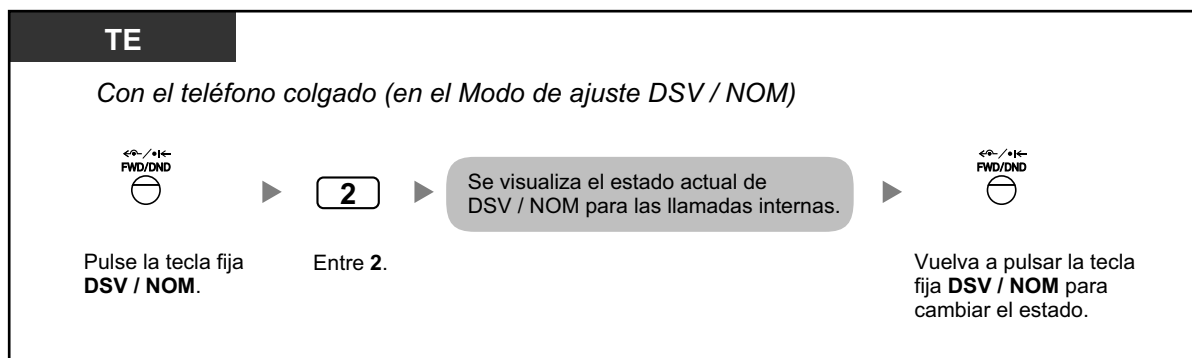 TE
Con el teléfono colgado (en el Modo de ajuste DSV / NOM)
FWD/DND
2
Se visualiza el estado actual de
DSV / NOM para las llamadas internas.
FWD/DND
Pulse la tecla fija
DSV / NOM.
Entre 2.
Vuelva a pulsar la tecla
fija DSV / NOM para
cambiar el estado.